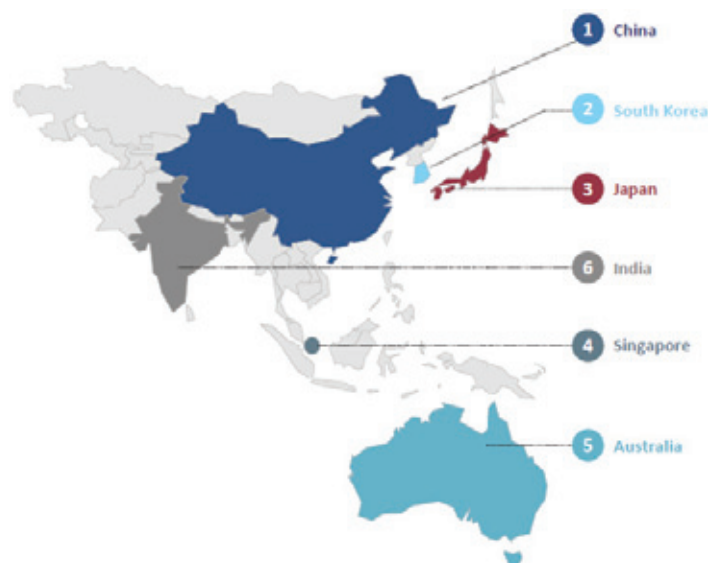 1 China
2 South Korea
3 Japan
6 India
4 Singapore
5 Australia